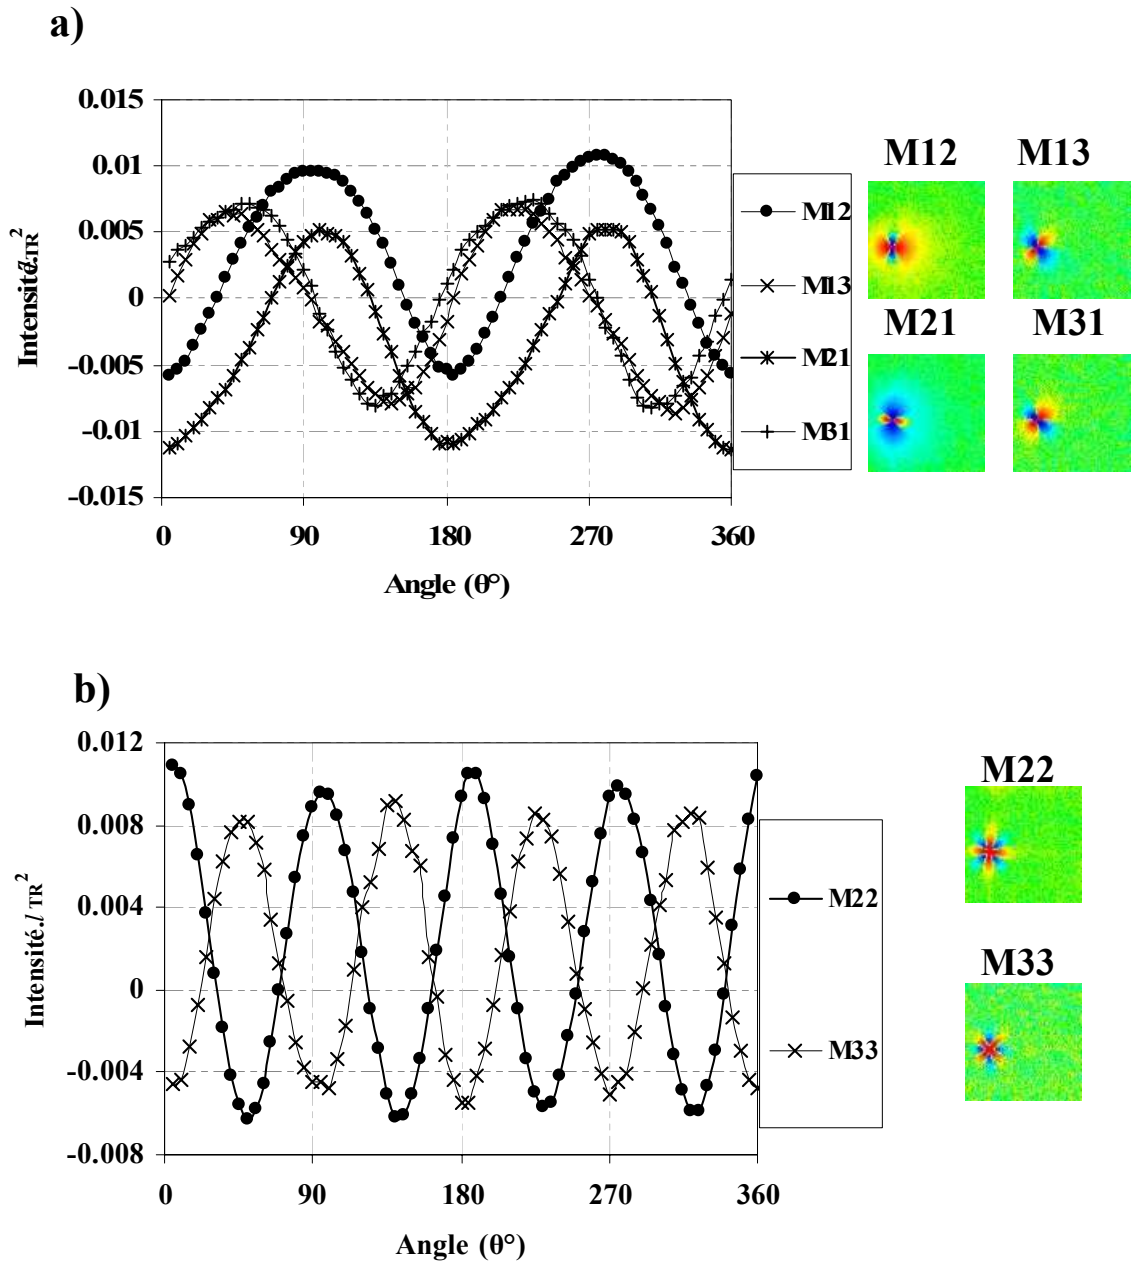 a)
0.015
0.01
0.005
0
-0.005
-0.01
-0.015
0 90 180 270 360
Angle (θ°)
M12
M13
M21
M31
M12 M13
M21 M31
b)
0.012
0.008
0.004
0
-0.004
-0.008
Intensité.l TR²
0 90 180 270 360
Angle (θ°)
M22
M33
M22
M33